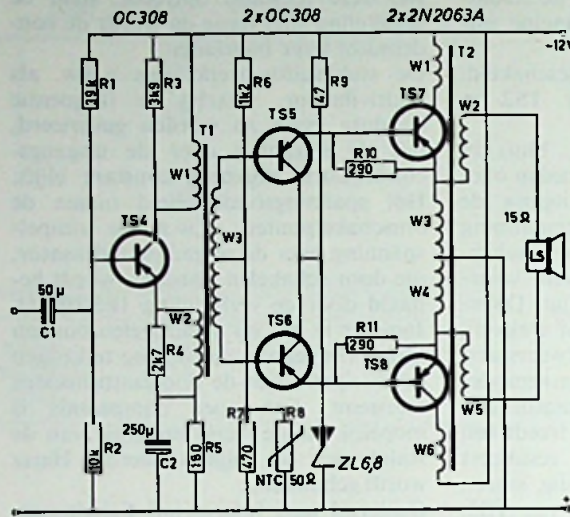 OC308
2xOC308
2x2N2063A
-12V
T2
W1
R1
39k
R3
3k9
R6
1k2
R9
47
TS5
TS7
W2
T1
R10
290
W1
TS4
W3
W3
15Ω
LS
50μ
C1
W2
W4
R4
2k7
TS6
R11
290
TS8
W5
250μ
C2
R5
180
R7
470
R8
R2
10k
NTC
50Ω
ZL6,8
W6
+